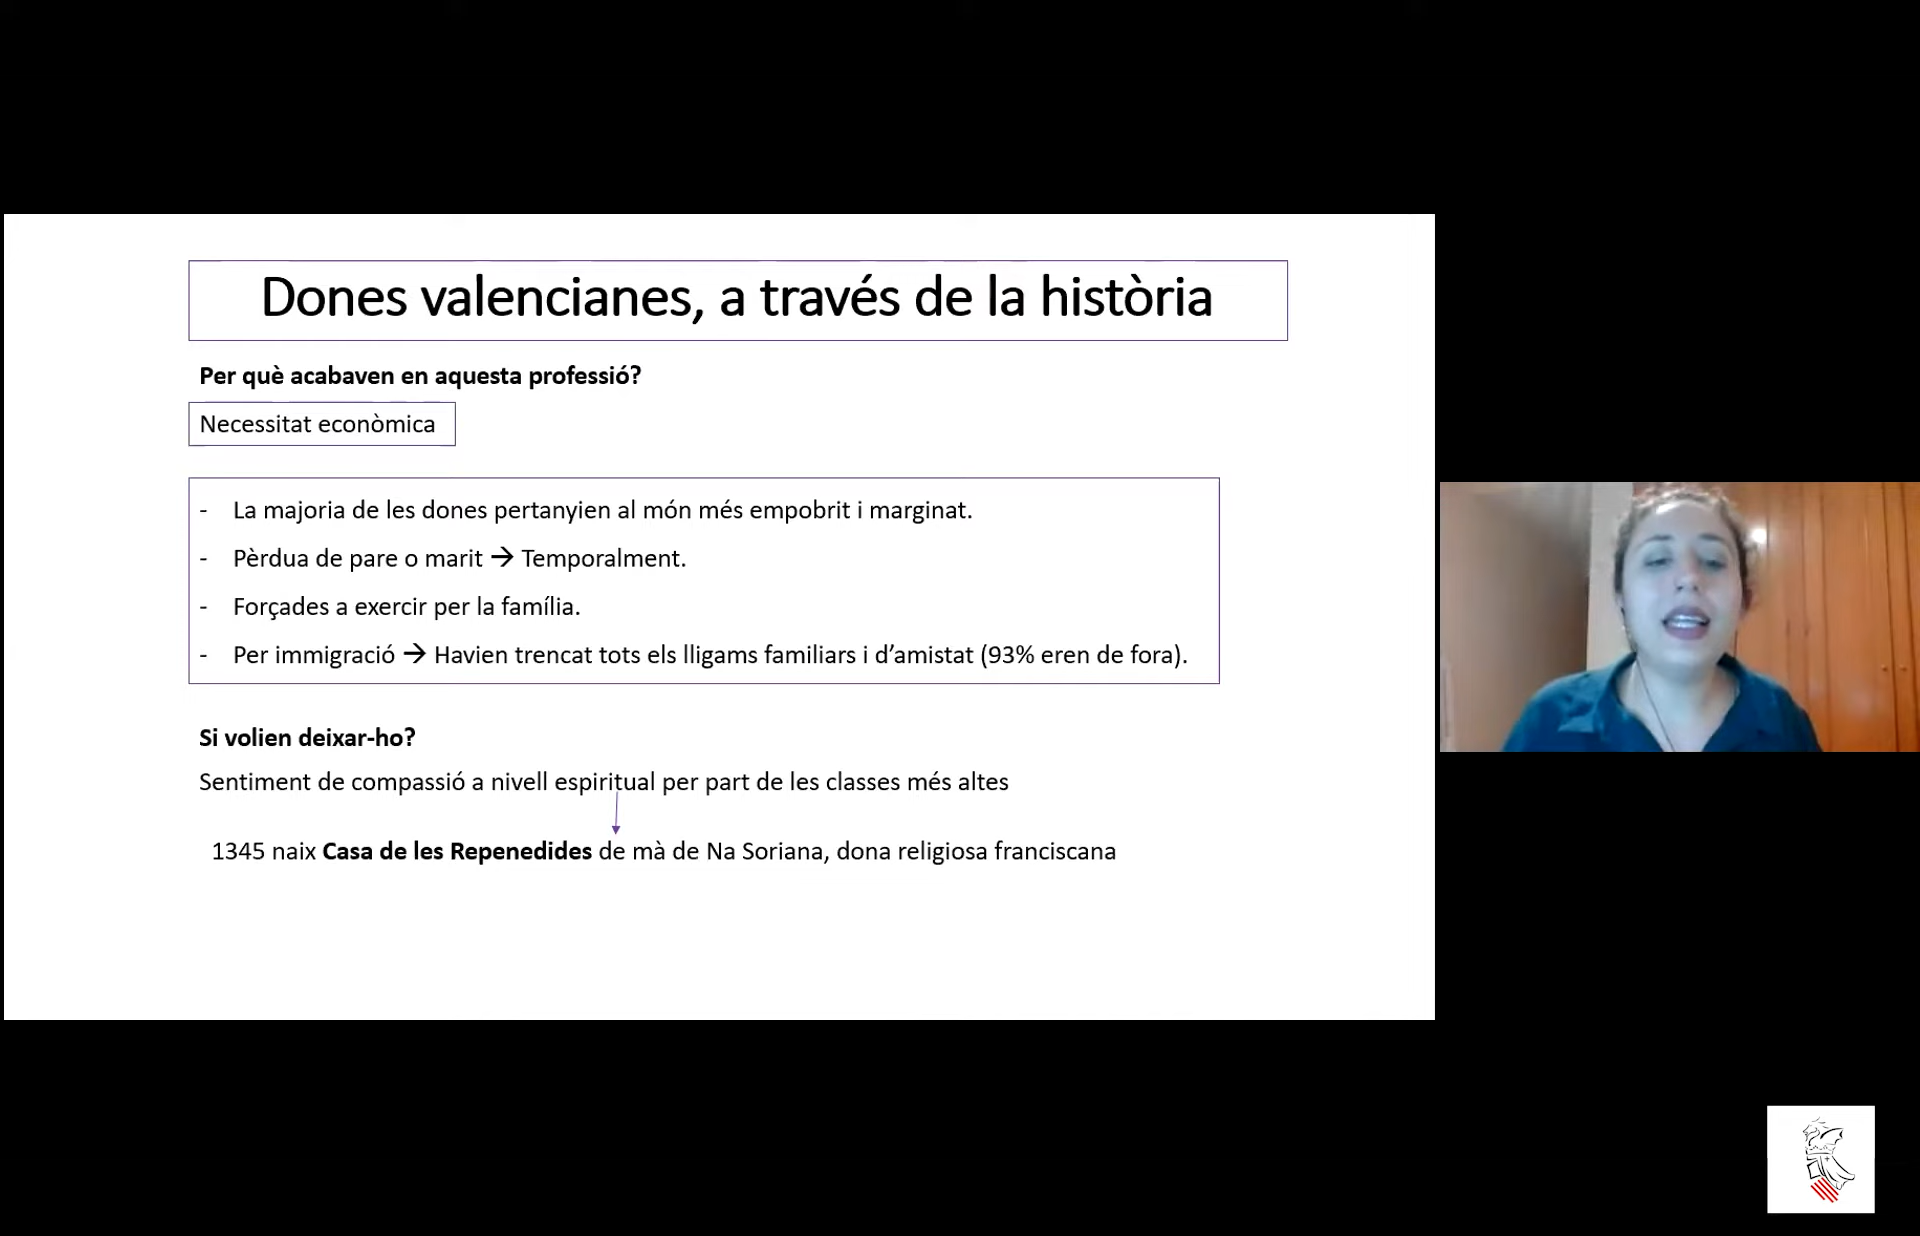 Dones valencianes, a través de la història
Per què acabaven en aquesta professió?
Necessitat econòmica
- La majoria de les dones pertanyien al món més empobrit i marginat.
- Pèrdua de pare o marit → Temporalment.
- Forçades a exercir per la família.
- Per immigració → Havien trencat tots els lligams familiars i d’amistat (93% eren de fora).
Si volien deixar-ho?
Sentiment de compassió a nivell espiritual per part de les classes més altes
1345 naix Casa de les Repenedides de mà de Na Soriana, dona religiosa franciscana